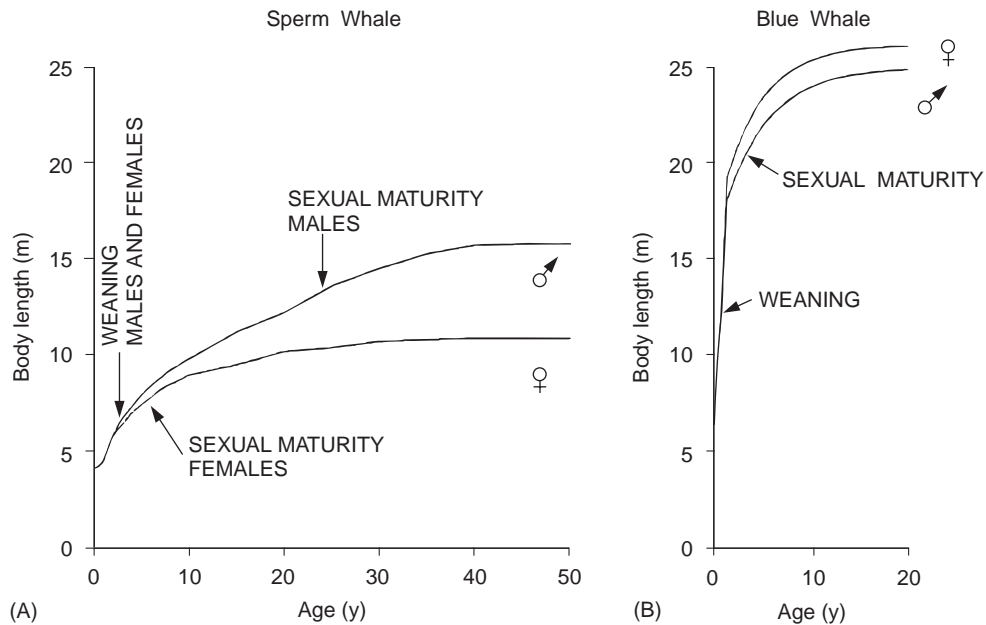 Sperm Whale
25
20
15
10
5
0
Body length (m)
WEANING
MALES AND FEMALES
SEXUAL MATURITY
MALES
♂
♀
SEXUAL MATURITY
FEMALES
0 10 20 30 40 50
Age (y)
(A)
Blue Whale
25
20
15
10
5
0
Body length (m)
♀
♂
SEXUAL MATURITY
WEANING
0 10 20
Age (y)
(B)